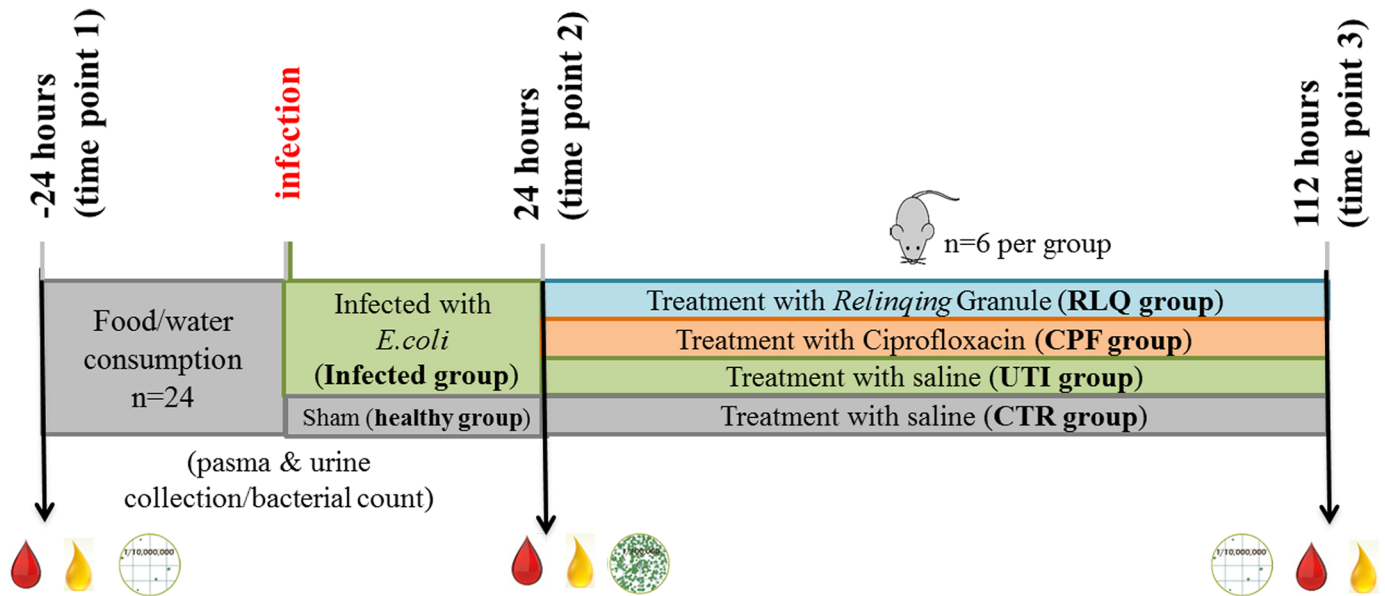 -24 hours
(time point 1)
infection
24 hours
(time point 2)
112 hours
(time point 3)
n=6 per group
Food/water
consumption
n=24
Infected with
E.coli
(Infected group)
Sham (healthy group)
Treatment with Relinqing Granule (RLQ group)
Treatment with Ciprofloxacin (CPF group)
Treatment with saline (UTI group)
Treatment with saline (CTR group)
(pasma & urine
collection/bacterial count)
1/10,000,000
1/10,000,000